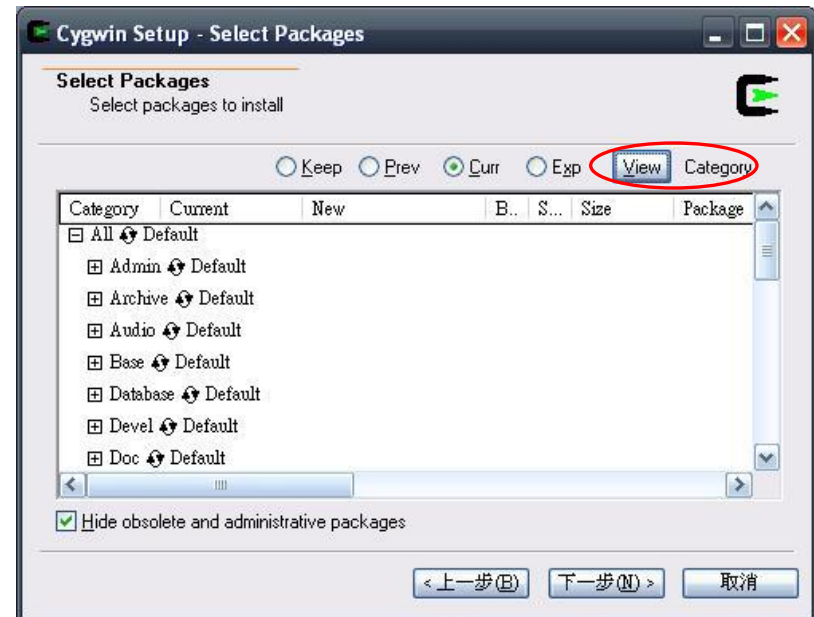 Cygwin Setup - Select Packages
Select Packages
Select packages to install
Keep Prev Curr Exp View Category
Category Current New B.. S... Size Package
All Default
Admin Default
Archive Default
Audio Default
Base Default
Database Default
Devel Default
Doc Default
Hide obsolete and administrative packages
<上一步(B) 下一步(N)> 取消